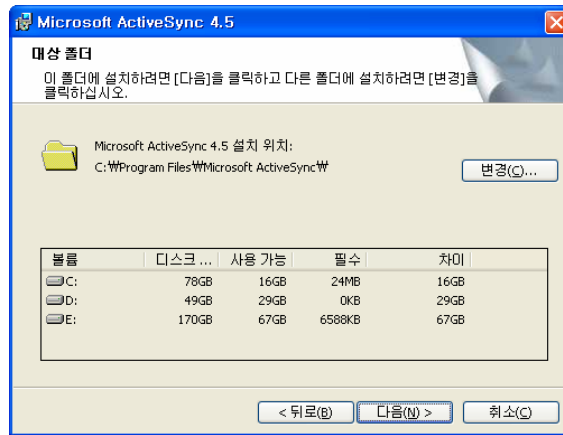 Microsoft ActiveSync 4.5
대상 폴더
이 폴더에 설치하려면 [다음]을 클릭하고 다른 폴더에 설치하려면 [변경]을
클릭하십시오.
Microsoft ActiveSync 4.5 설치 위치:
C:₩Program Files₩Microsoft ActiveSync₩
변경(C)...
볼륨 디스크 ... 사용 가능 필수 차이
C: 78GB 16GB 24MB 16GB
D: 49GB 29GB 0KB 29GB
E: 170GB 67GB 6588KB 67GB
< 뒤로(B) 다음(N) > 취소(C)